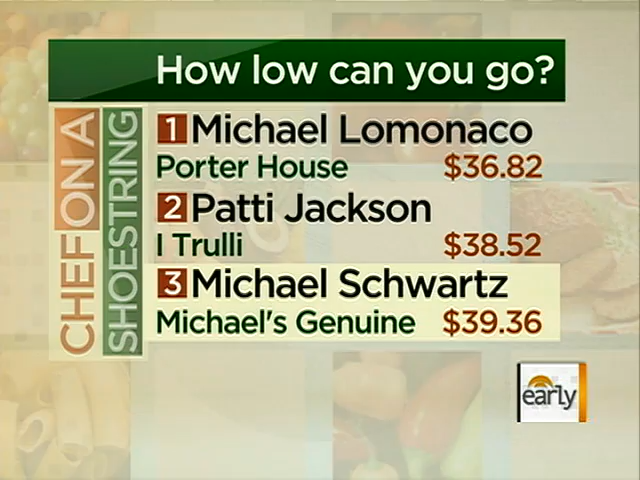 How low can you go?
CHEF ON A
SHOESTRING
1 Michael Lomonaco
Porter House $36.82
2 Patti Jackson
I Trulli $38.52
3 Michael Schwartz
Michael's Genuine $39.36
early